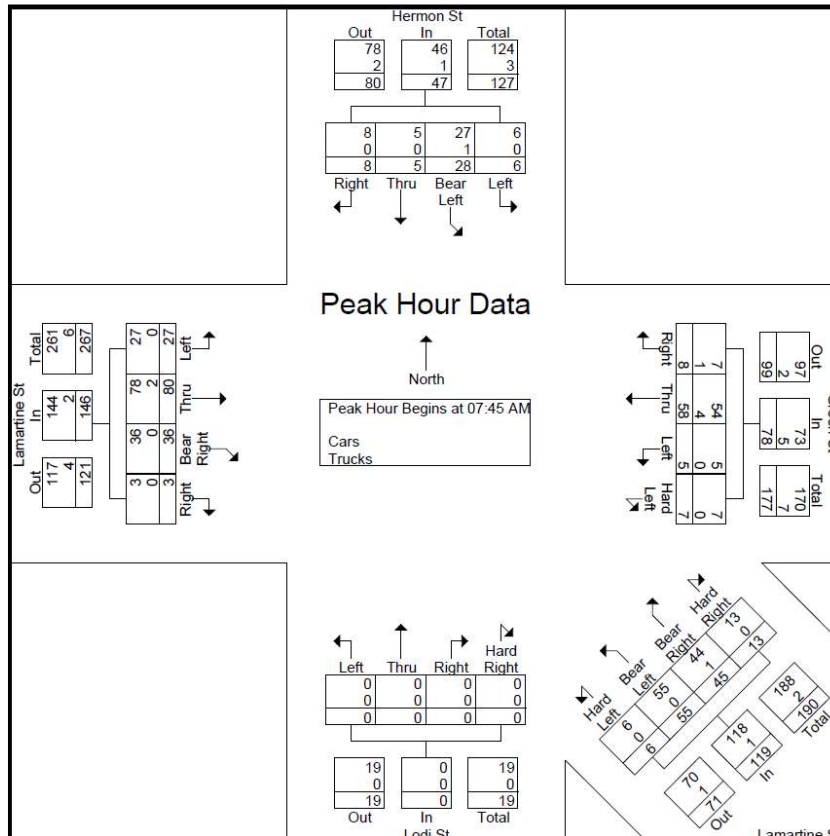 Hermon St
Out In Total
78 46 124
2 1 3
80 47 127
8 5 27 6
0 0 1 0
8 5 28 6
Right Thru Bear Left Left
Peak Hour Data
North
Peak Hour Begins at 07:45 AM
Cars
Trucks
Lamartine St
Total In Out
261 144 117
6 2 4
267 146 121
27 78 36 3
0 2 0 0
27 80 36 3
Left Thru Bear Right Right
Out In Total
97 73 170
2 5 7
99 78 177
7 54 5 7
1 4 0 0
8 58 5 7
Right Thru Left Hard Left
Left Thru Right Hard Right
0 0 0 0
0 0 0 0
0 0 0 0
19 0 19
0 0 0
19 0 19
Out In Total
Lodi St
Hard Left Bear Left Bear Right Hard Right
6 55 44 13
0 0 1 0
6 55 45 13
70 118 188
1 1 2
71 119 190
Out In Total
Lamartine S